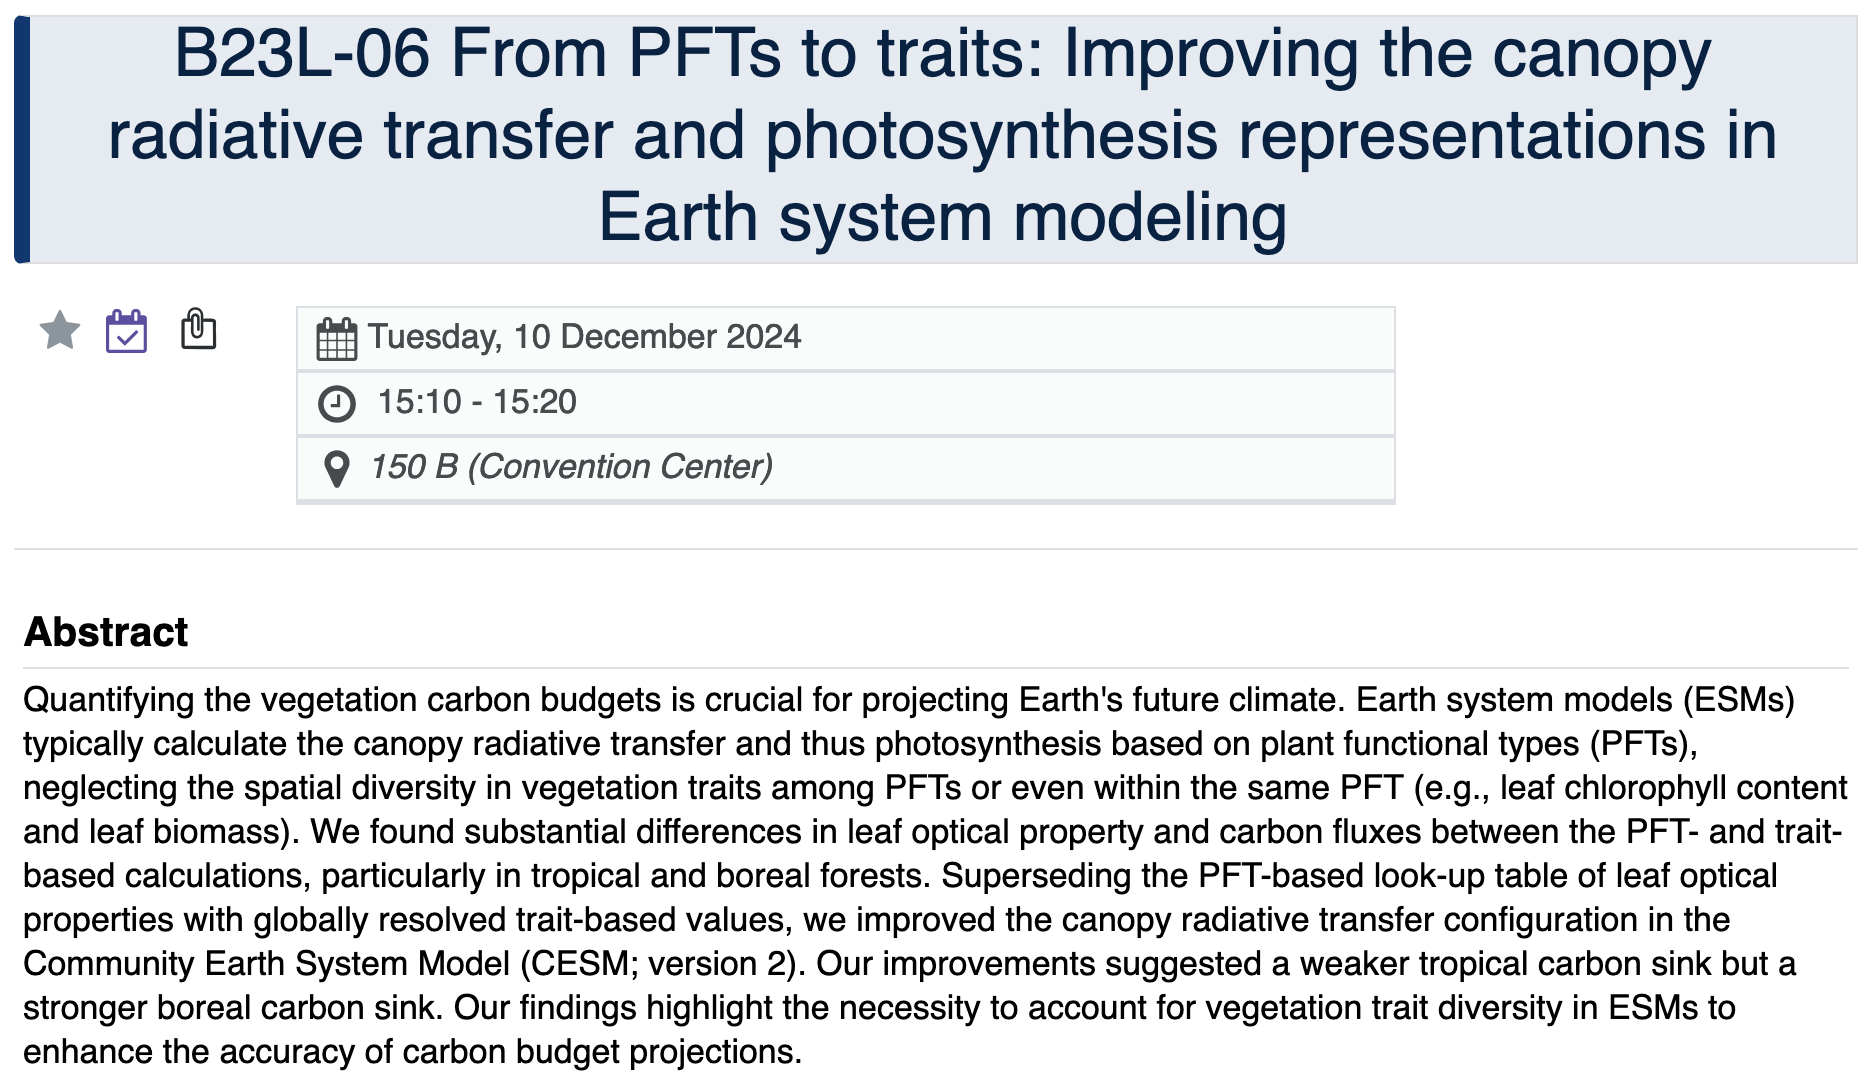 B23L-06 From PFTs to traits: Improving the canopy
radiative transfer and photosynthesis representations in
Earth system modeling
Tuesday, 10 December 2024
15:10 - 15:20
150 B (Convention Center)
Abstract
Quantifying the vegetation carbon budgets is crucial for projecting Earth's future climate. Earth system models (ESMs)
typically calculate the canopy radiative transfer and thus photosynthesis based on plant functional types (PFTs),
neglecting the spatial diversity in vegetation traits among PFTs or even within the same PFT (e.g., leaf chlorophyll content
and leaf biomass). We found substantial differences in leaf optical property and carbon fluxes between the PFT- and trait-
based calculations, particularly in tropical and boreal forests. Superseding the PFT-based look-up table of leaf optical
properties with globally resolved trait-based values, we improved the canopy radiative transfer configuration in the
Community Earth System Model (CESM; version 2). Our improvements suggested a weaker tropical carbon sink but a
stronger boreal carbon sink. Our findings highlight the necessity to account for vegetation trait diversity in ESMs to
enhance the accuracy of carbon budget projections.